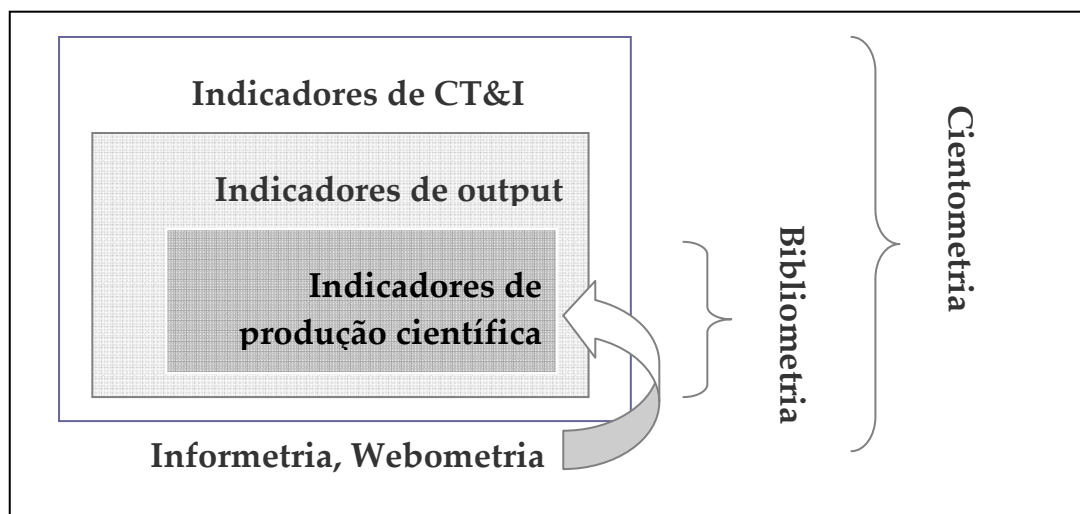 Indicadores de CT&I
Indicadores de output
Indicadores de
produção científica
Informetria, Webometria
Bibliometria
Cientometria